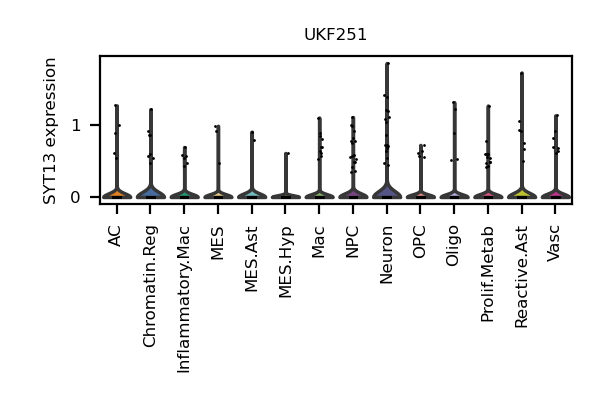 UKF251
SYT13 expression
1
0
AC
Chromatin.Reg
Inflammatory.Mac
MES
MES.Ast
MES.Hyp
Mac
NPC
Neuron
OPC
Oligo
Prolif.Metab
Reactive.Ast
Vasc